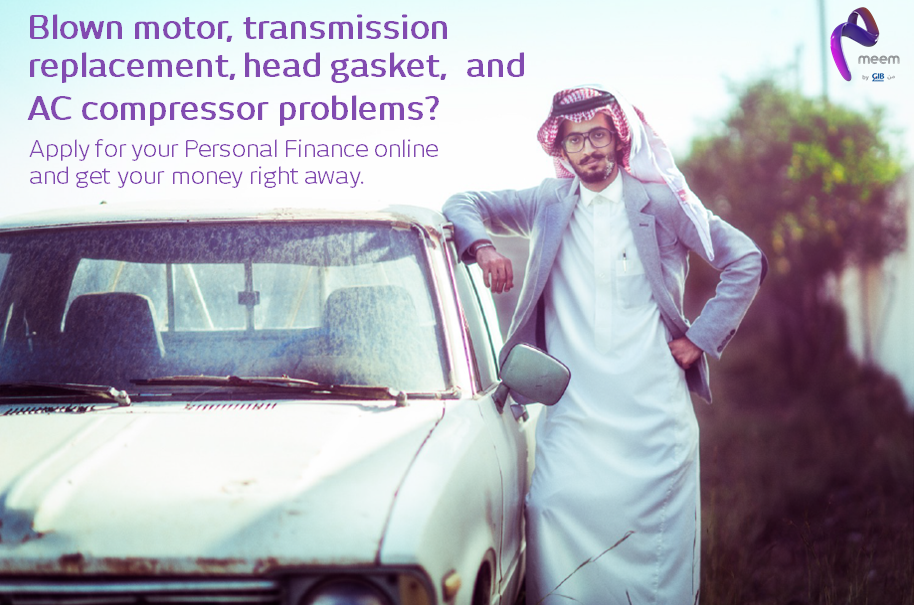 Blown motor, transmission
replacement, head gasket, and
AC compressor problems?
Apply for your Personal Finance online
and get your money right away.
meem
by GIB من